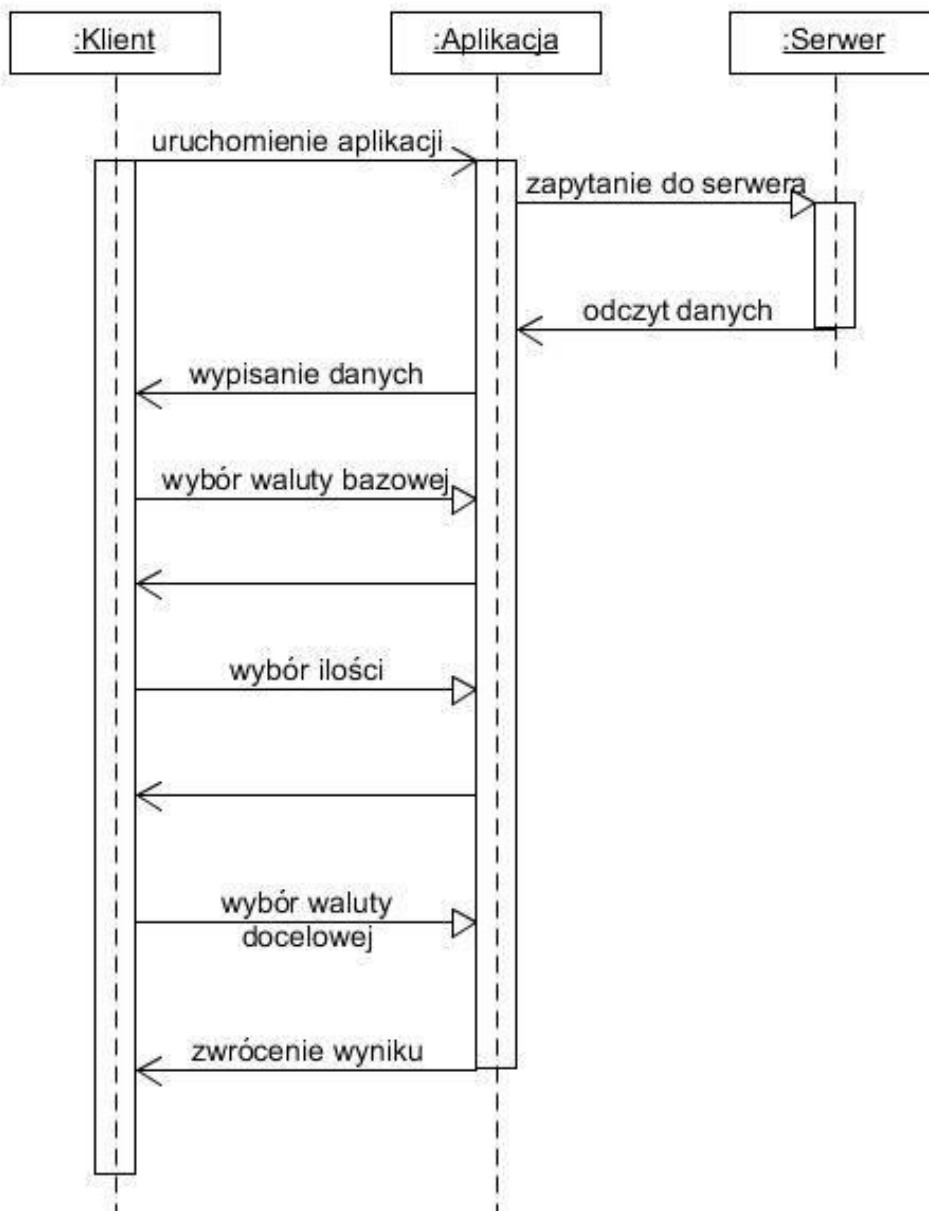 :Klient
:Aplikacja
:Serwer
uruchomienie aplikacji
zapytanie do serwera
odczyt danych
wypisanie danych
wybór waluty bazowej
wybór ilości
wybór waluty
docelowej
zwrócenie wyniku